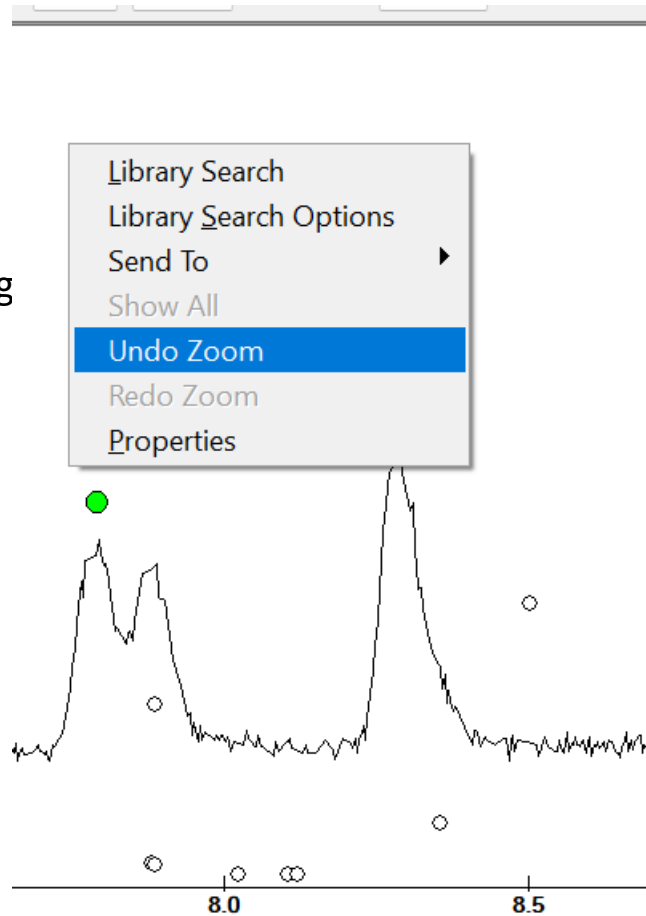 Library Search
Library Search Options
Send To
g
Show All
Undo Zoom
Redo Zoom
Properties
8.0
8.5